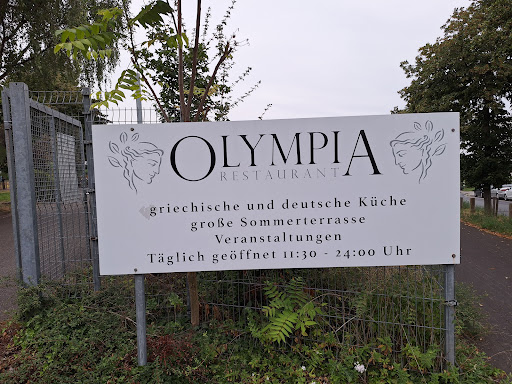 OLYMPIA
RESTAURANT
griechische und deutsche Küche
große Sommerterrasse
Veranstaltungen
Täglich geöffnet 11:30 - 24:00 Uhr